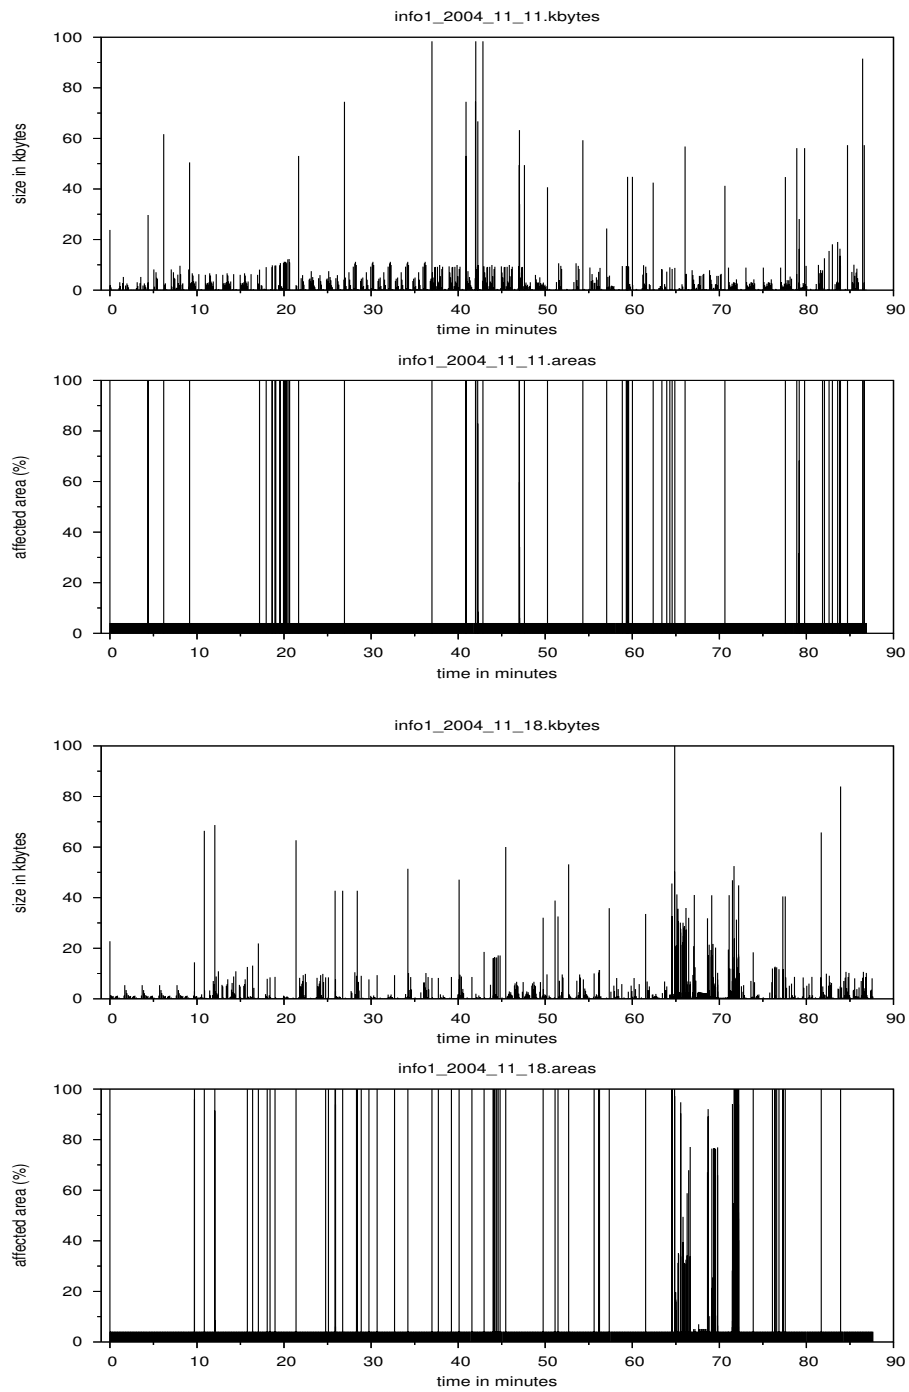 info1_2004_11_11.kbytes
100
80
60
40
20
0
size in kbytes
0 10 20 30 40 50 60 70 80 90
time in minutes
info1_2004_11_11.areas
100
80
60
40
20
0
affected area (%)
0 10 20 30 40 50 60 70 80 90
time in minutes
info1_2004_11_18.kbytes
100
80
60
40
20
0
size in kbytes
0 10 20 30 40 50 60 70 80 90
time in minutes
info1_2004_11_18.areas
100
80
60
40
20
0
affected area (%)
0 10 20 30 40 50 60 70 80 90
time in minutes